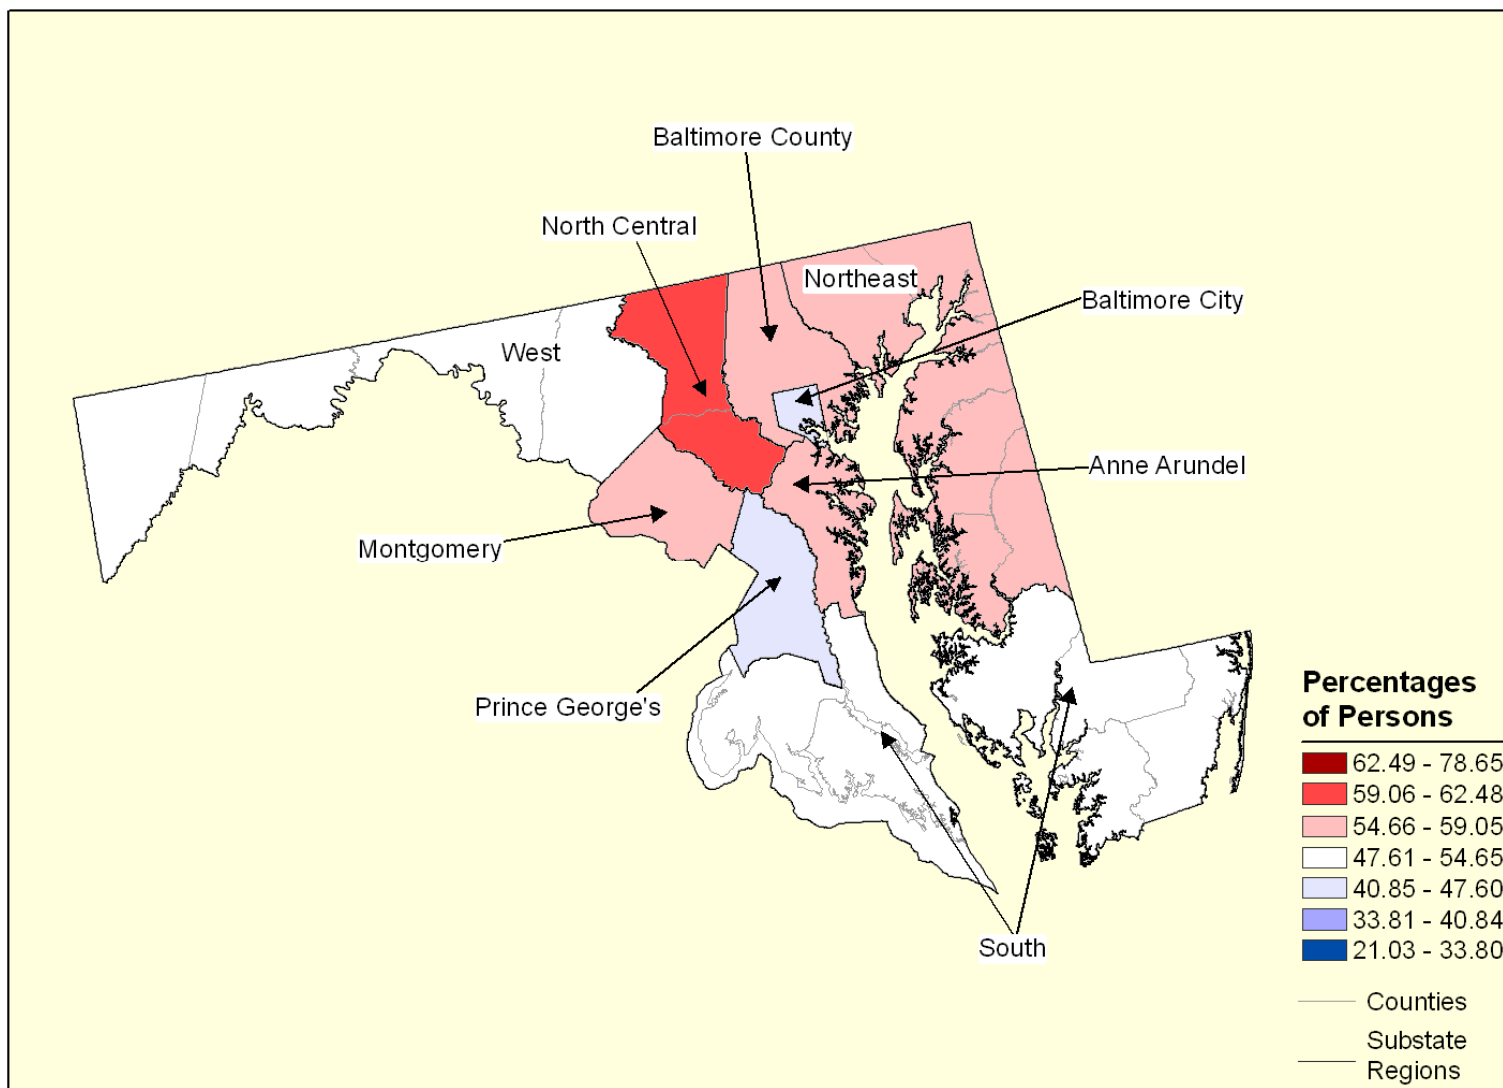 Baltimore County
North Central
Northeast
Baltimore City
West
Anne Arundel
Montgomery
Prince George's
South
Percentages
of Persons
62.49 - 78.65
59.06 - 62.48
54.66 - 59.05
47.61 - 54.65
40.85 - 47.60
33.81 - 40.84
21.03 - 33.80
Counties
Substate
Regions